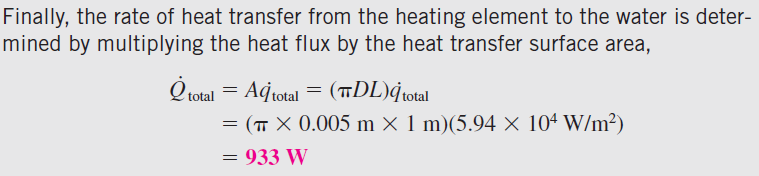 Finally, the rate of heat transfer from the heating element to the water is deter-
mined by multiplying the heat flux by the heat transfer surface area,
Q̇total = Aq̇total = (πDL)q̇total
= (π × 0.005 m × 1 m)(5.94 × 10⁴ W/m²)
= 933 W